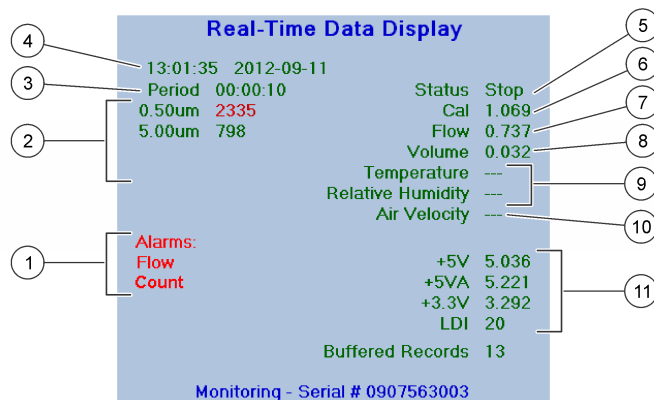 Real-Time Data Display
13:01:35 2012-09-11
Period 00:00:10
0.50um 2335
5.00um 798
Status Stop
Cal 1.069
Flow 0.737
Volume 0.032
Temperature ---
Relative Humidity ---
Air Velocity ---
Alarms:
Flow
Count
+5V 5.036
+5VA 5.221
+3.3V 3.292
LDI 20
Buffered Records 13
Monitoring - Serial # 0907563003
4
3
2
1
5
6
7
8
9
10
11